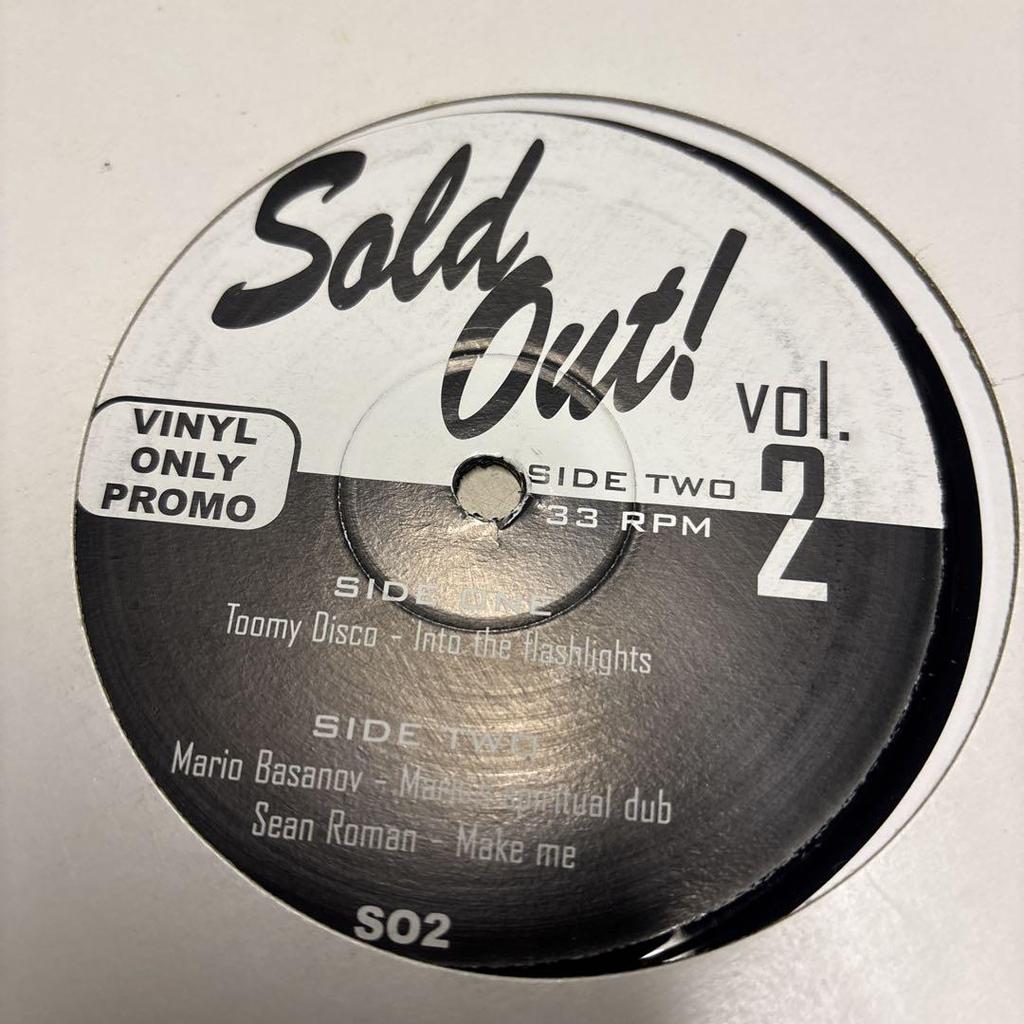 Sold
Out!
vol.
2
VINYL
ONLY
PROMO
SIDE TWO
33 RPM
SIDE ONE
Toomy Disco - Into the flashlights
SIDE TWO
Mario Basanov - Mario's spiritual dub
Sean Roman - Make me
SO2